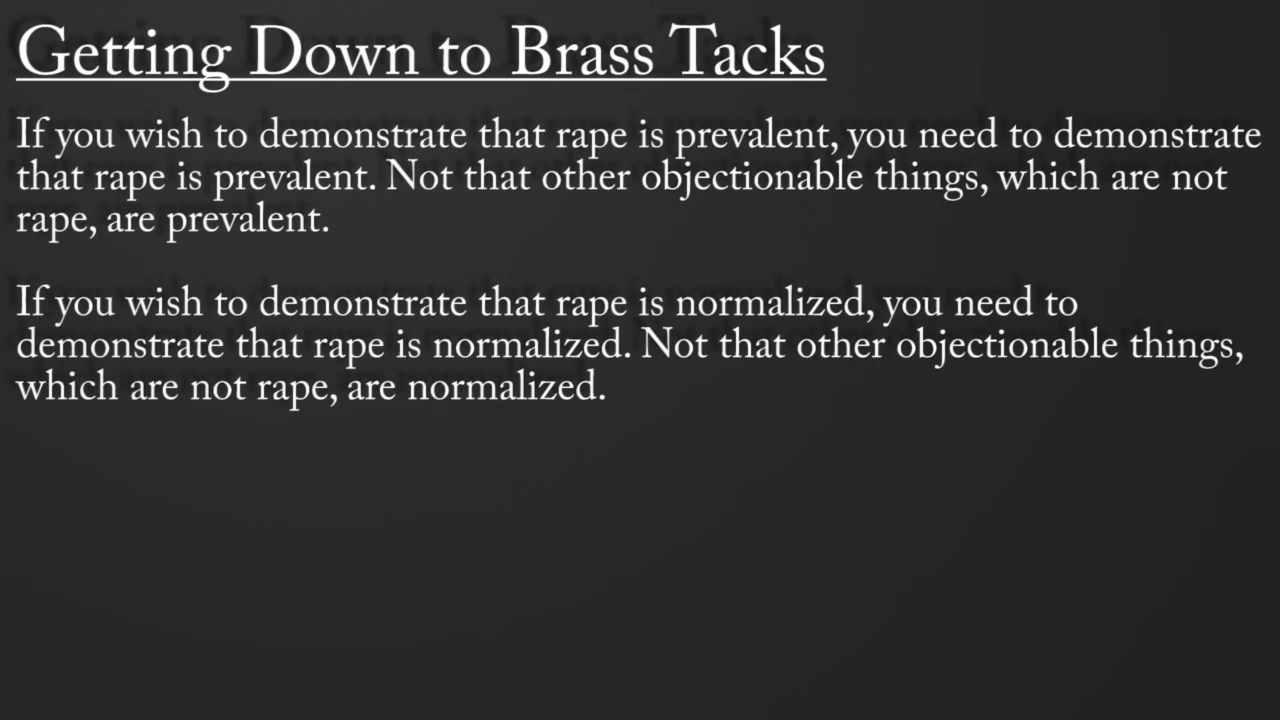 Getting Down to Brass Tacks
If you wish to demonstrate that rape is prevalent, you need to demonstrate
that rape is prevalent. Not that other objectionable things, which are not
rape, are prevalent.
If you wish to demonstrate that rape is normalized, you need to
demonstrate that rape is normalized. Not that other objectionable things,
which are not rape, are normalized.